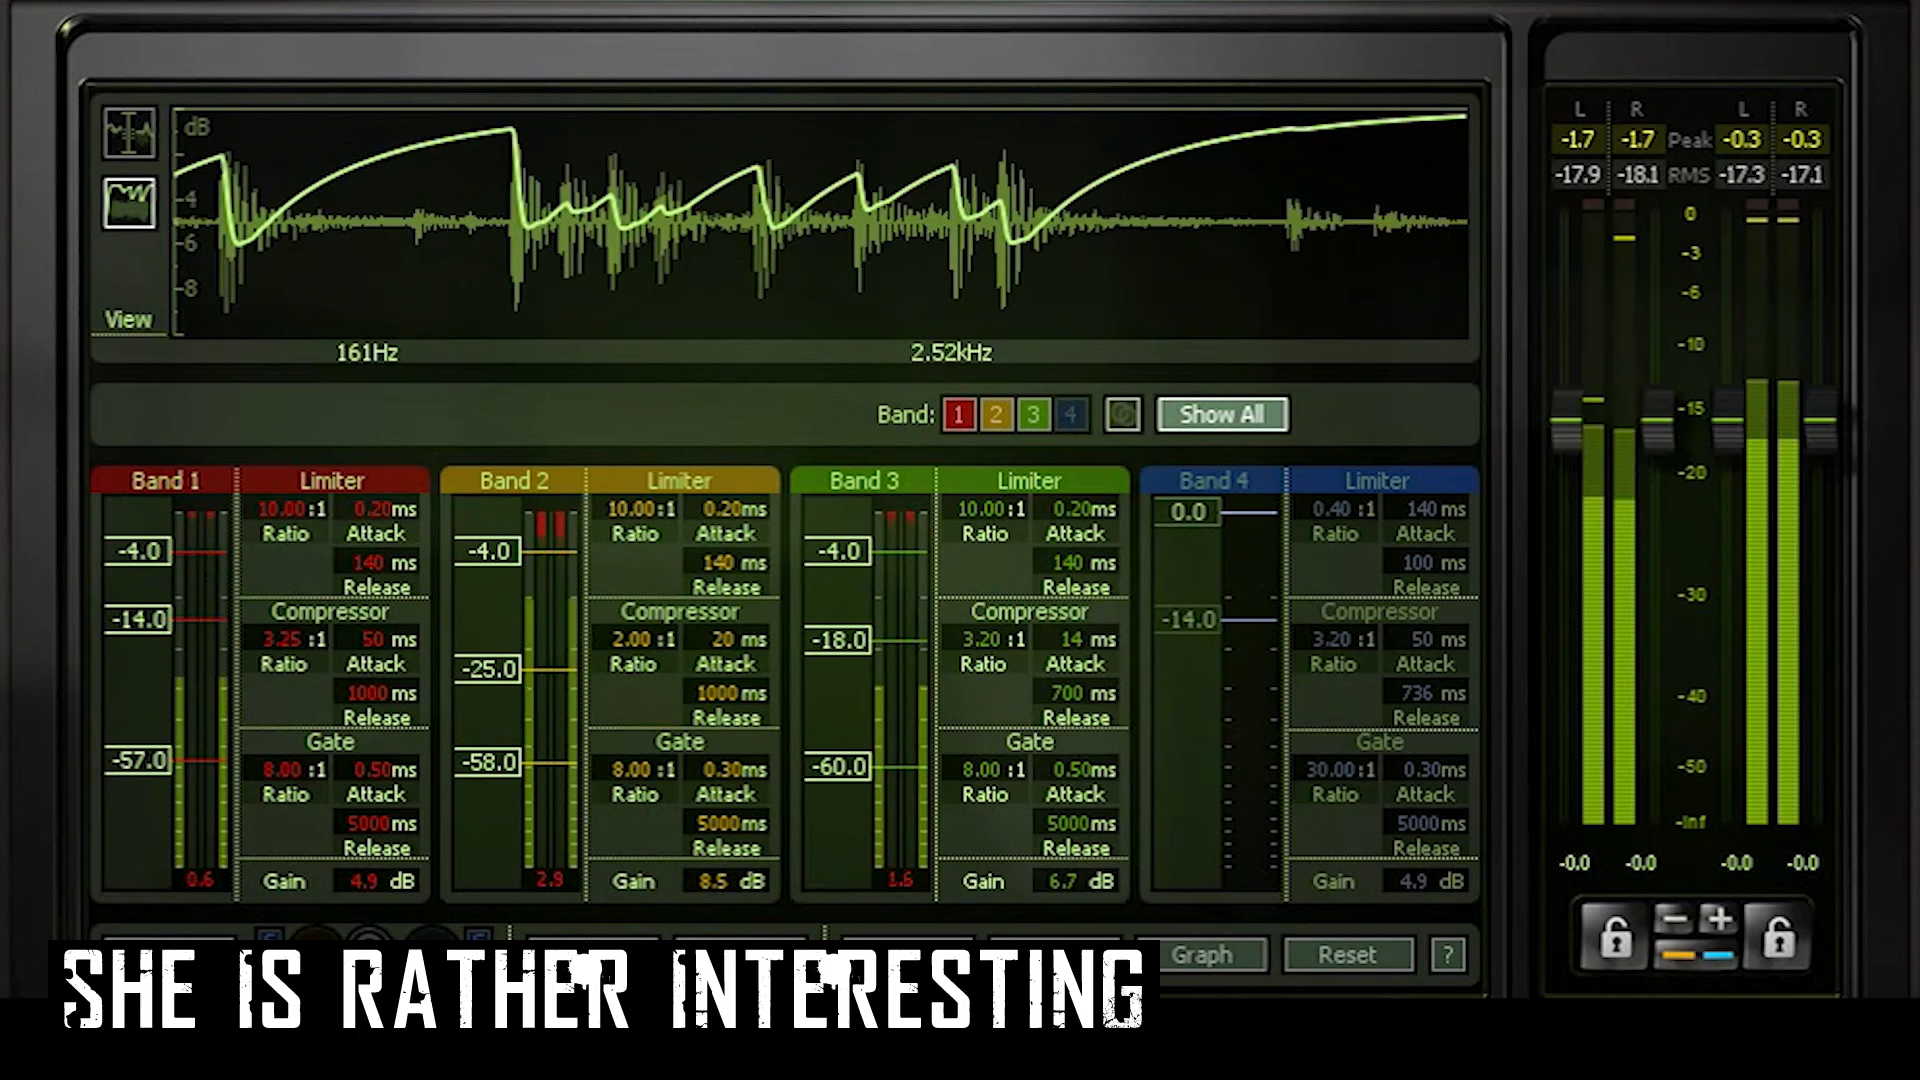 dB
-4
-6
-8
View
161Hz 2.52kHz
Band: 1 2 3 4 Show All
Band 1 Limiter
10.00 :1 0.20ms
Ratio Attack
-4.0
140 ms
Release
-14.0
Compressor
3.25 :1 50 ms
Ratio Attack
1000 ms
Release
Gate
-57.0
8.00 :1 0.50ms
Ratio Attack
5000 ms
Release
0.6 Gain 4.9 dB
Band 2 Limiter
10.00 :1 0.20ms
Ratio Attack
-4.0
140 ms
Release
Compressor
2.00 :1 20 ms
Ratio Attack
-25.0
1000 ms
Release
Gate
-58.0
8.00 :1 0.30ms
Ratio Attack
5000 ms
Release
2.9 Gain 8.5 dB
Band 3 Limiter
10.00 :1 0.20ms
Ratio Attack
-4.0
140 ms
Release
Compressor
-18.0
3.20 :1 14 ms
Ratio Attack
700 ms
Release
Gate
-60.0
8.00 :1 0.50ms
Ratio Attack
5000 ms
Release
1.6 Gain 6.7 dB
Band 4 Limiter
0.0
0.40 :1 140 ms
Ratio Attack
100 ms
Release
-14.0
Compressor
3.20 :1 50 ms
Ratio Attack
736 ms
Release
Gate
30.00 :1 0.30ms
Ratio Attack
5000 ms
Release
Gain 4.9 dB
Graph Reset ?
L R L R
-1.7 -1.7 Peak -0.3 -0.3
-17.9 -18.1 RMS -17.3 -17.1
0
-3
-6
-10
-15
-20
-30
-40
-50
-inf
-0.0 -0.0 -0.0 -0.0
- +
SHE IS RATHER INTERESTING